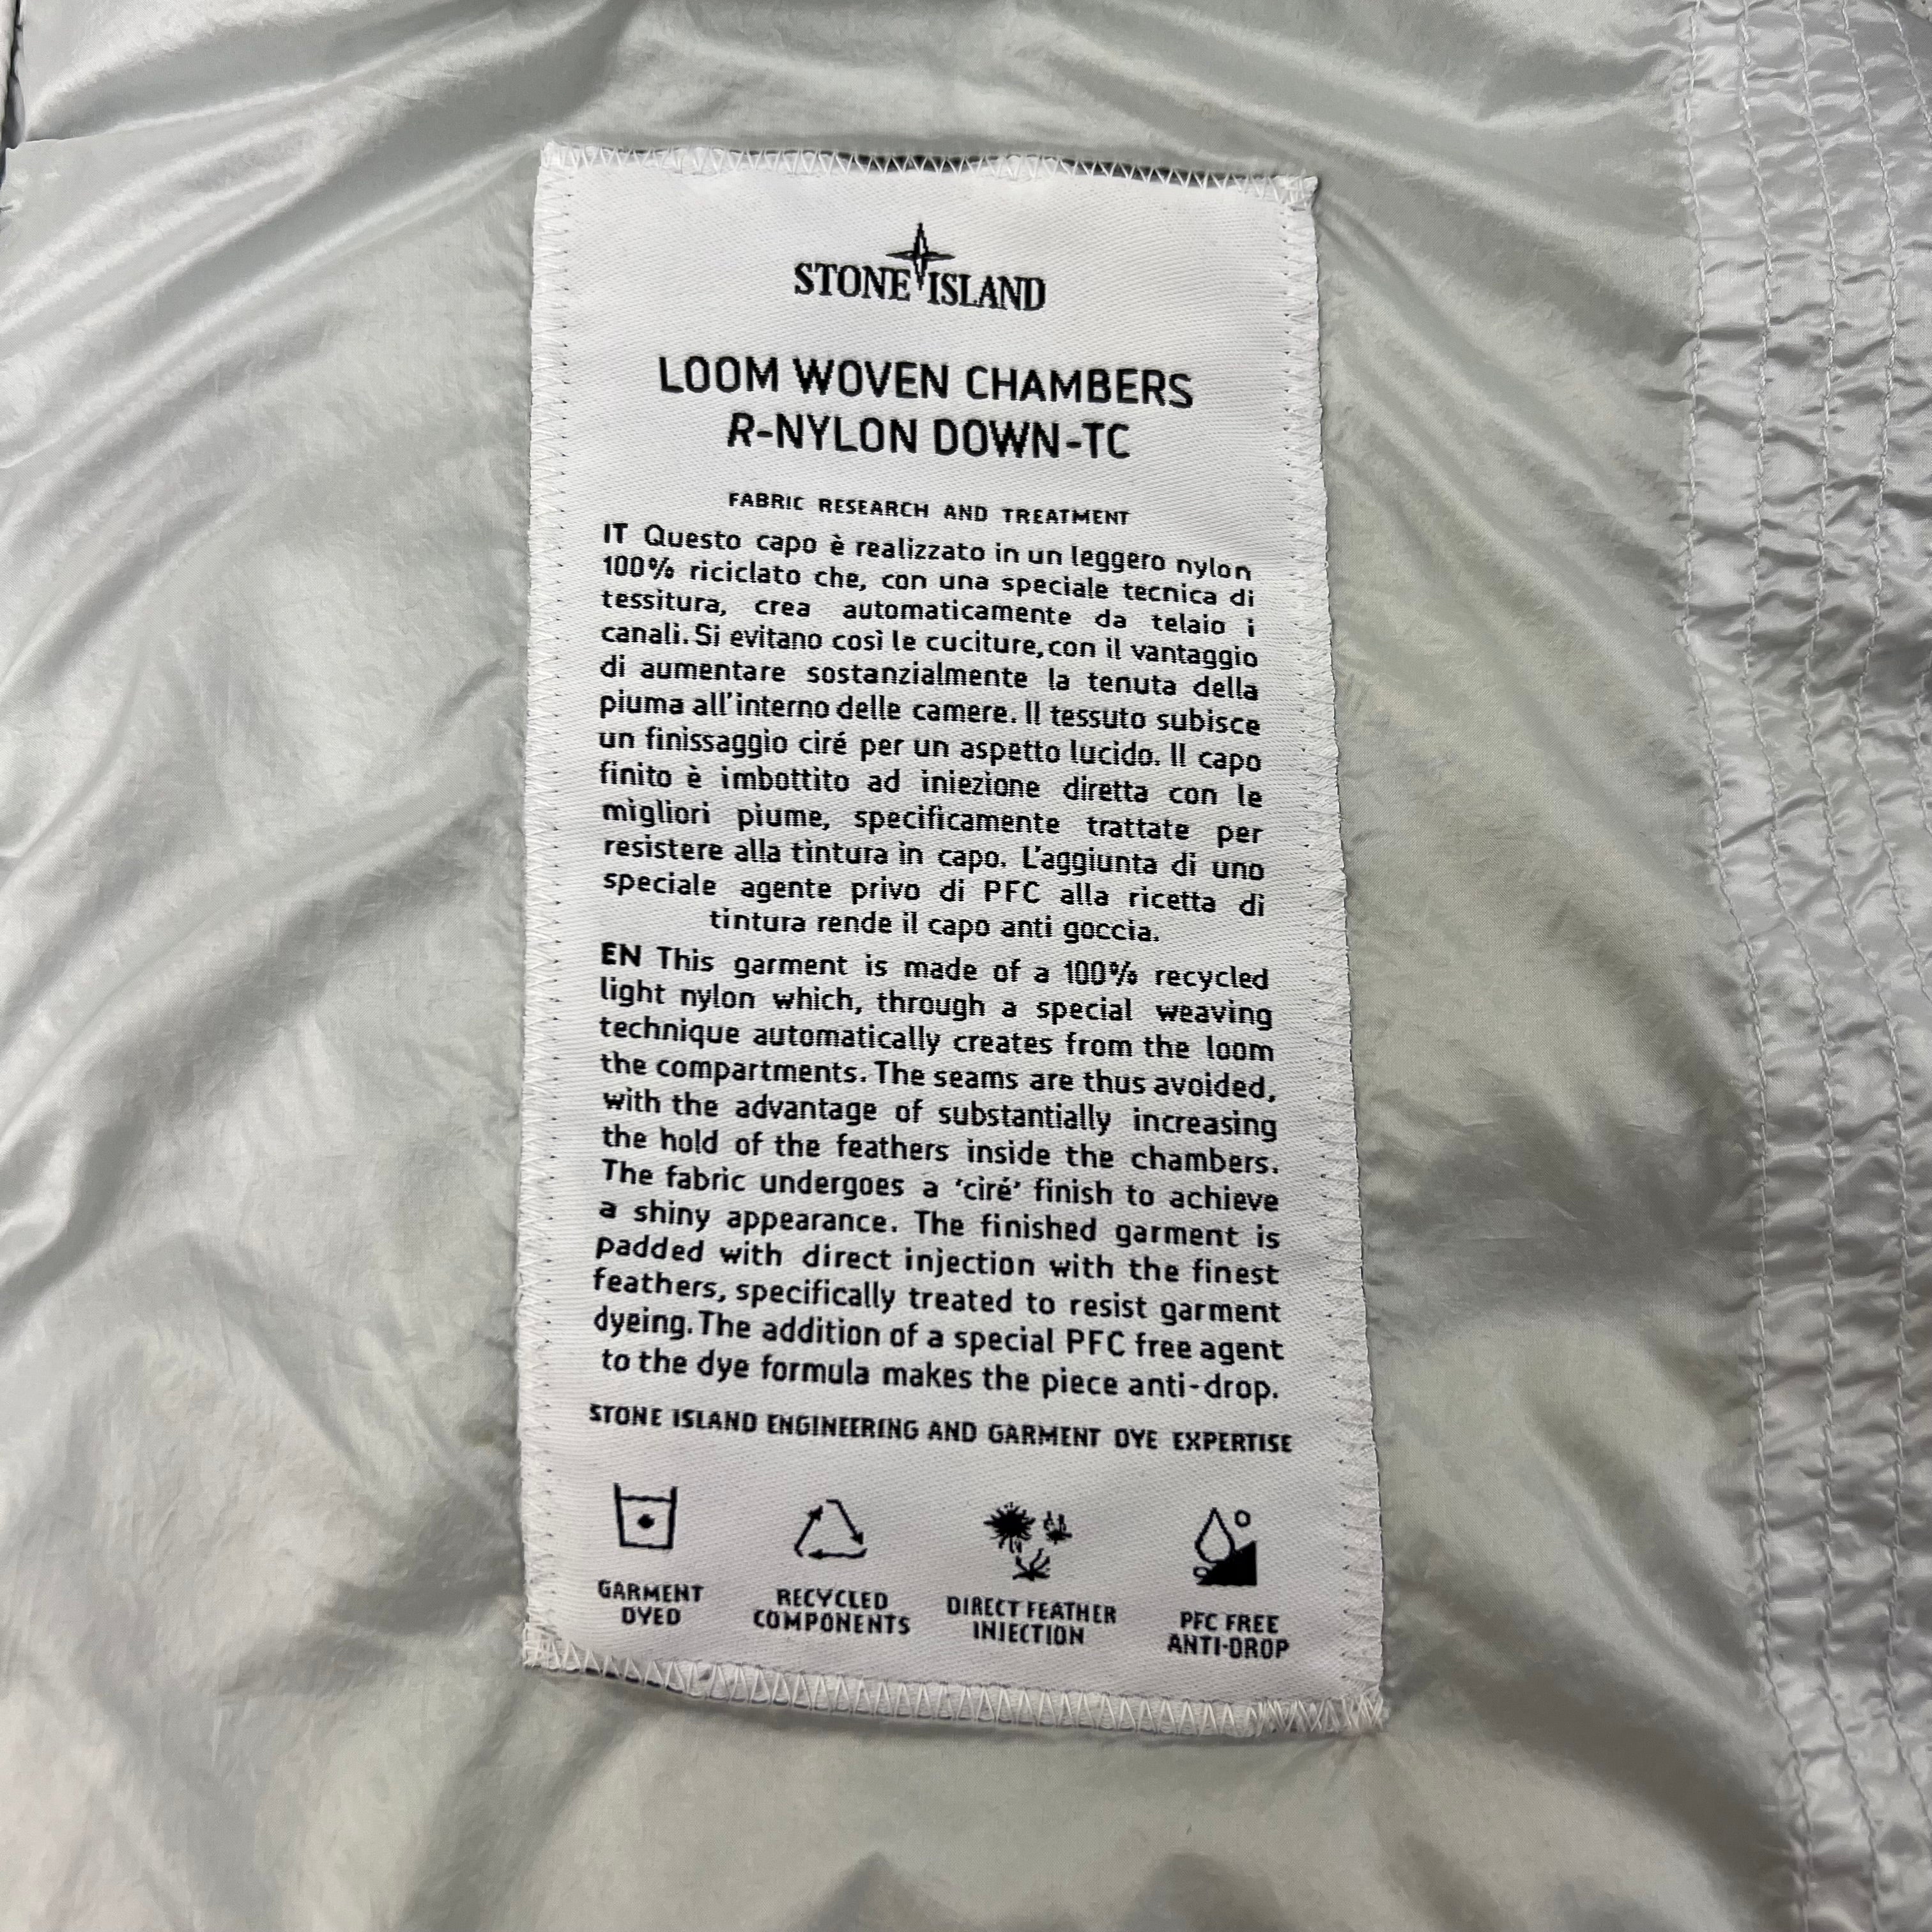 STONE ISLAND
LOOM WOVEN CHAMBERS
R-NYLON DOWN-TC
FABRIC RESEARCH AND TREATMENT
IT Questo capo è realizzato in un leggero nylon
100% riciclato che, con una speciale tecnica di
tessitura, crea automaticamente da telaio i
canali. Si evitano così le cuciture, con il vantaggio
di aumentare sostanzialmente la tenuta della
piuma all'interno delle camere. Il tessuto subisce
un finissaggio ciré per un aspetto lucido. Il capo
finito è imbottito ad iniezione diretta con le
migliori piume, specificamente trattate per
resistere alla tintura in capo. L'aggiunta di uno
speciale agente privo di PFC alla ricetta di
tintura rende il capo anti goccia.
EN This garment is made of a 100% recycled
light nylon which, through a special weaving
technique automatically creates from the loom
the compartments. The seams are thus avoided,
with the advantage of substantially increasing
the hold of the feathers inside the chambers.
The fabric undergoes a 'ciré' finish to achieve
a shiny appearance. The finished garment is
padded with direct injection with the finest
feathers, specifically treated to resist garment
dyeing. The addition of a special PFC free agent
to the dye formula makes the piece anti-drop.
STONE ISLAND ENGINEERING AND GARMENT DYE EXPERTISE
GARMENT
DYED
RECYCLED
COMPONENTS
DIRECT FEATHER
INJECTION
PFC FREE
ANTI-DROP